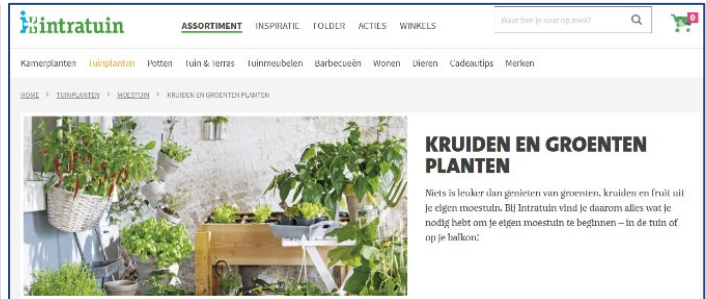 intratuin
ASSORTIMENT INSPIRATIE FOLDER ACTIES WINKELS
Waar ben je naar op zoek?
0
Kamerplanten Tuinplanten Potten Tuin & Terras Tuinmeubelen Barbecueën Wonen Dieren Cadeautips Merken
HOME > TUINPLANTEN > MOESTUIN > KRUIDEN EN GROENTEN PLANTEN
KRUIDEN EN GROENTEN
PLANTEN
Niets is leuker dan genieten van groenten, kruiden en fruit uit
je eigen moestuin. Bij Intratuin vind je daarom alles wat je
nodig hebt om je eigen moestuin te beginnen – in de tuin of
op je balkon!